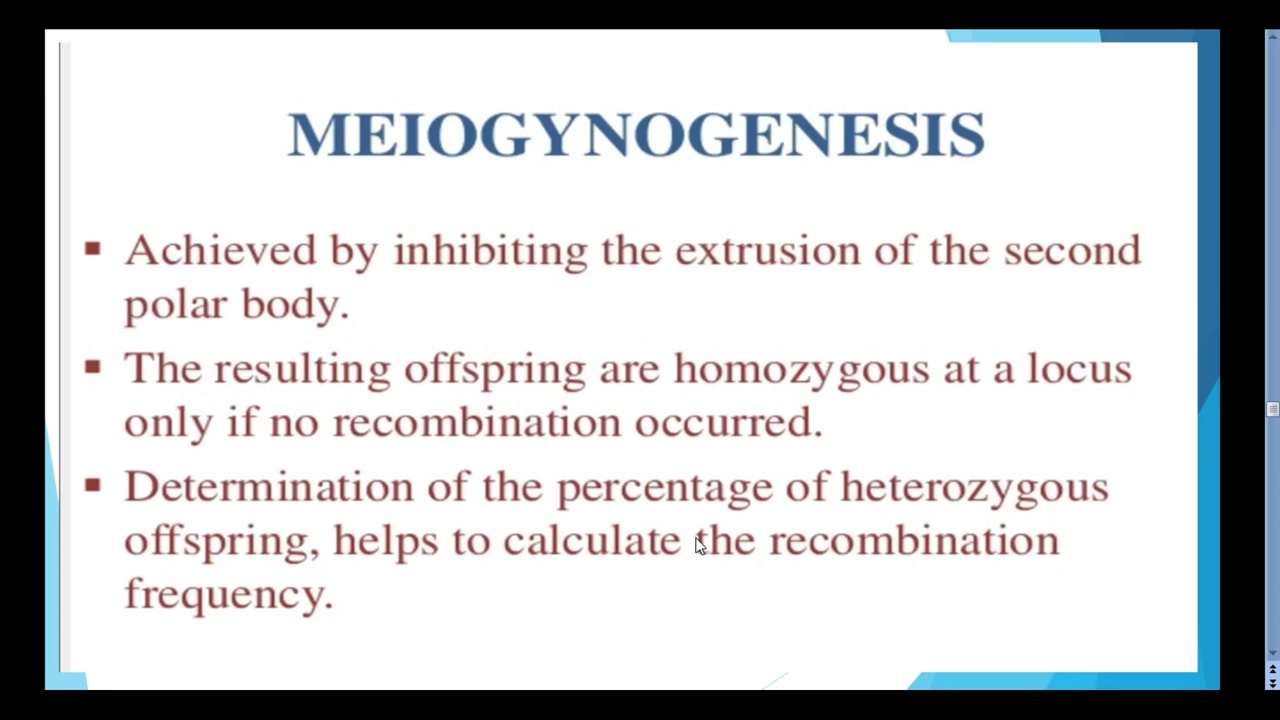 MEIOGYNOGENESIS
▪ Achieved by inhibiting the extrusion of the second
polar body.
▪ The resulting offspring are homozygous at a locus
only if no recombination occurred.
▪ Determination of the percentage of heterozygous
offspring, helps to calculate the recombination
frequency.